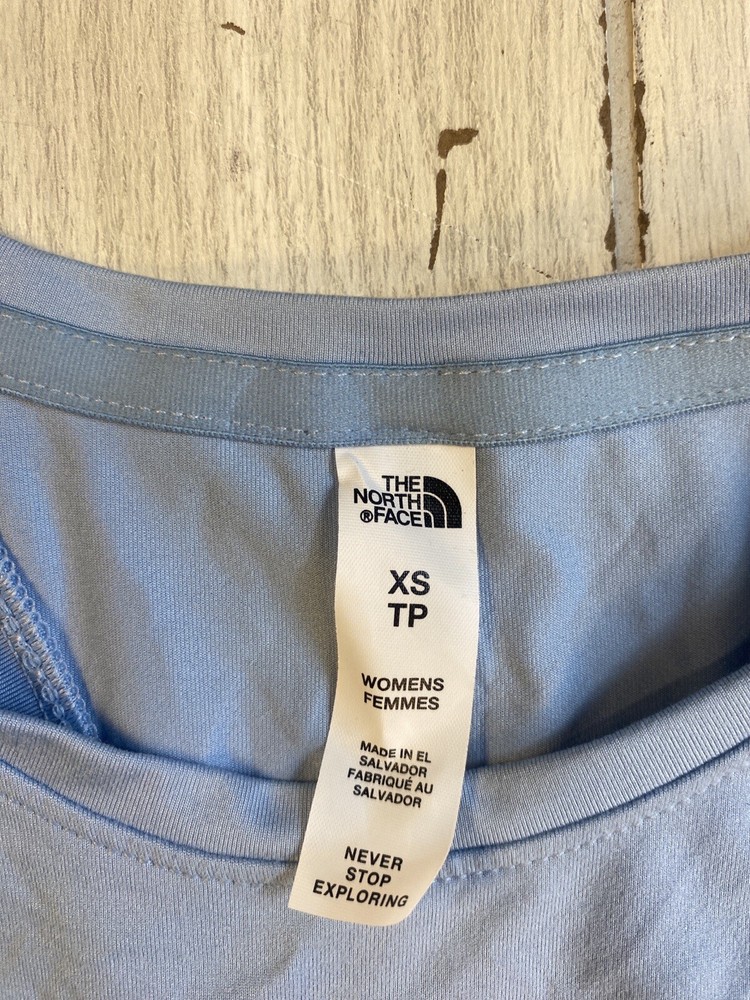 THE
NORTH
®FACE
XS
TP
WOMENS
FEMMES
MADE IN EL
SALVADOR
FABRIQUÉ AU
SALVADOR
NEVER
STOP
EXPLORING